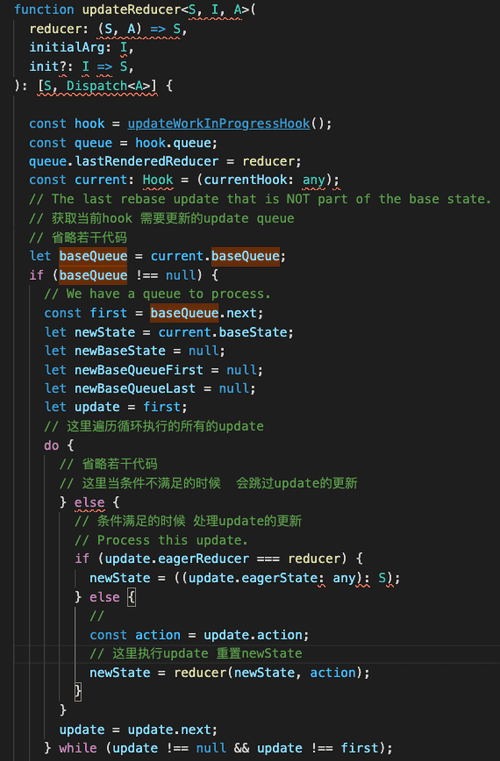 function updateReducer<S, I, A>(
  reducer: (S, A) => S,
  initialArg: I,
  init?: I => S,
): [S, Dispatch<A>] {
  const hook = updateWorkInProgressHook();
  const queue = hook.queue;
  queue.lastRenderedReducer = reducer;
  const current: Hook = (currentHook: any);
  // The last rebase update that is NOT part of the base state.
  // 获取当前hook 需要更新的update queue
  // 省略若干代码
  let baseQueue = current.baseQueue;
  if (baseQueue !== null) {
    // We have a queue to process.
    const first = baseQueue.next;
    let newState = current.baseState;
    let newBaseState = null;
    let newBaseQueueFirst = null;
    let newBaseQueueLast = null;
    let update = first;
    // 这里遍历循环执行的所有的update
    do {
      // 省略若干代码
      // 这里当条件不满足的时候  会跳过update的更新
      } else {
        // 条件满足的时候 处理update的更新
        // Process this update.
        if (update.eagerReducer === reducer) {
          newState = ((update.eagerState: any): S);
        } else {
          //
          const action = update.action;
          // 这里执行update 重置newState
          newState = reducer(newState, action);
        }
      }
      update = update.next;
    } while (update !== null && update !== first);